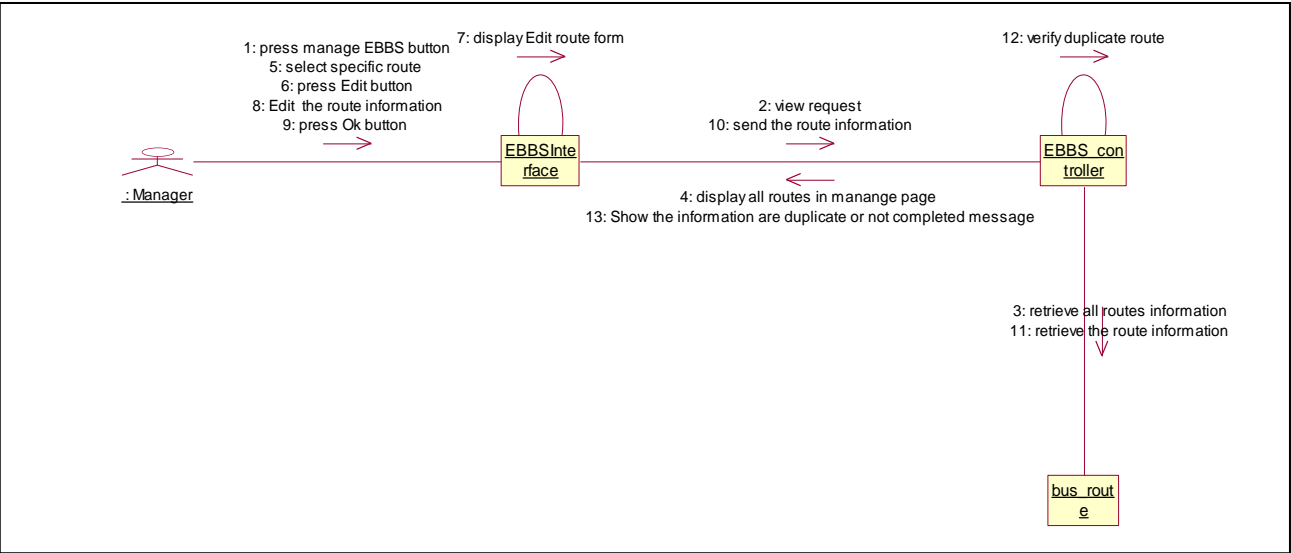 1: press manage EBBS button
5: select specific route
6: press Edit button
8: Edit the route information
9: press Ok button
7: display Edit route form
12: verify duplicate route
2: view request
10: send the route information
: Manager
EBBSInte
rface
EBBS_con
troller
4: display all routes in manange page
13: Show the information are duplicate or not completed message
3: retrieve all routes information
11: retrieve the route information
bus_rout
e